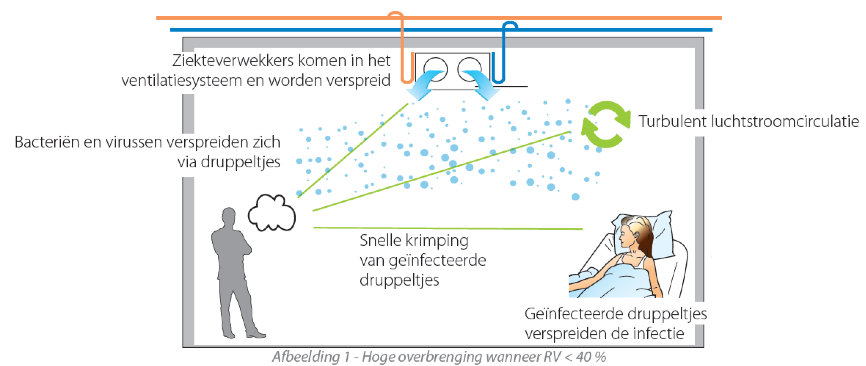 Ziekteverwekkers komen in het
ventilatiesysteem en worden verspreid
Turbulent luchtstroomcirculatie
Bacteriën en virussen verspreiden zich
via druppeltjes
Snelle krimping
van geïnfecteerde
druppeltjes
Geïnfecteerde druppeltjes
verspreiden de infectie
Afbeelding 1 - Hoge overbrenging wanneer RV < 40 %